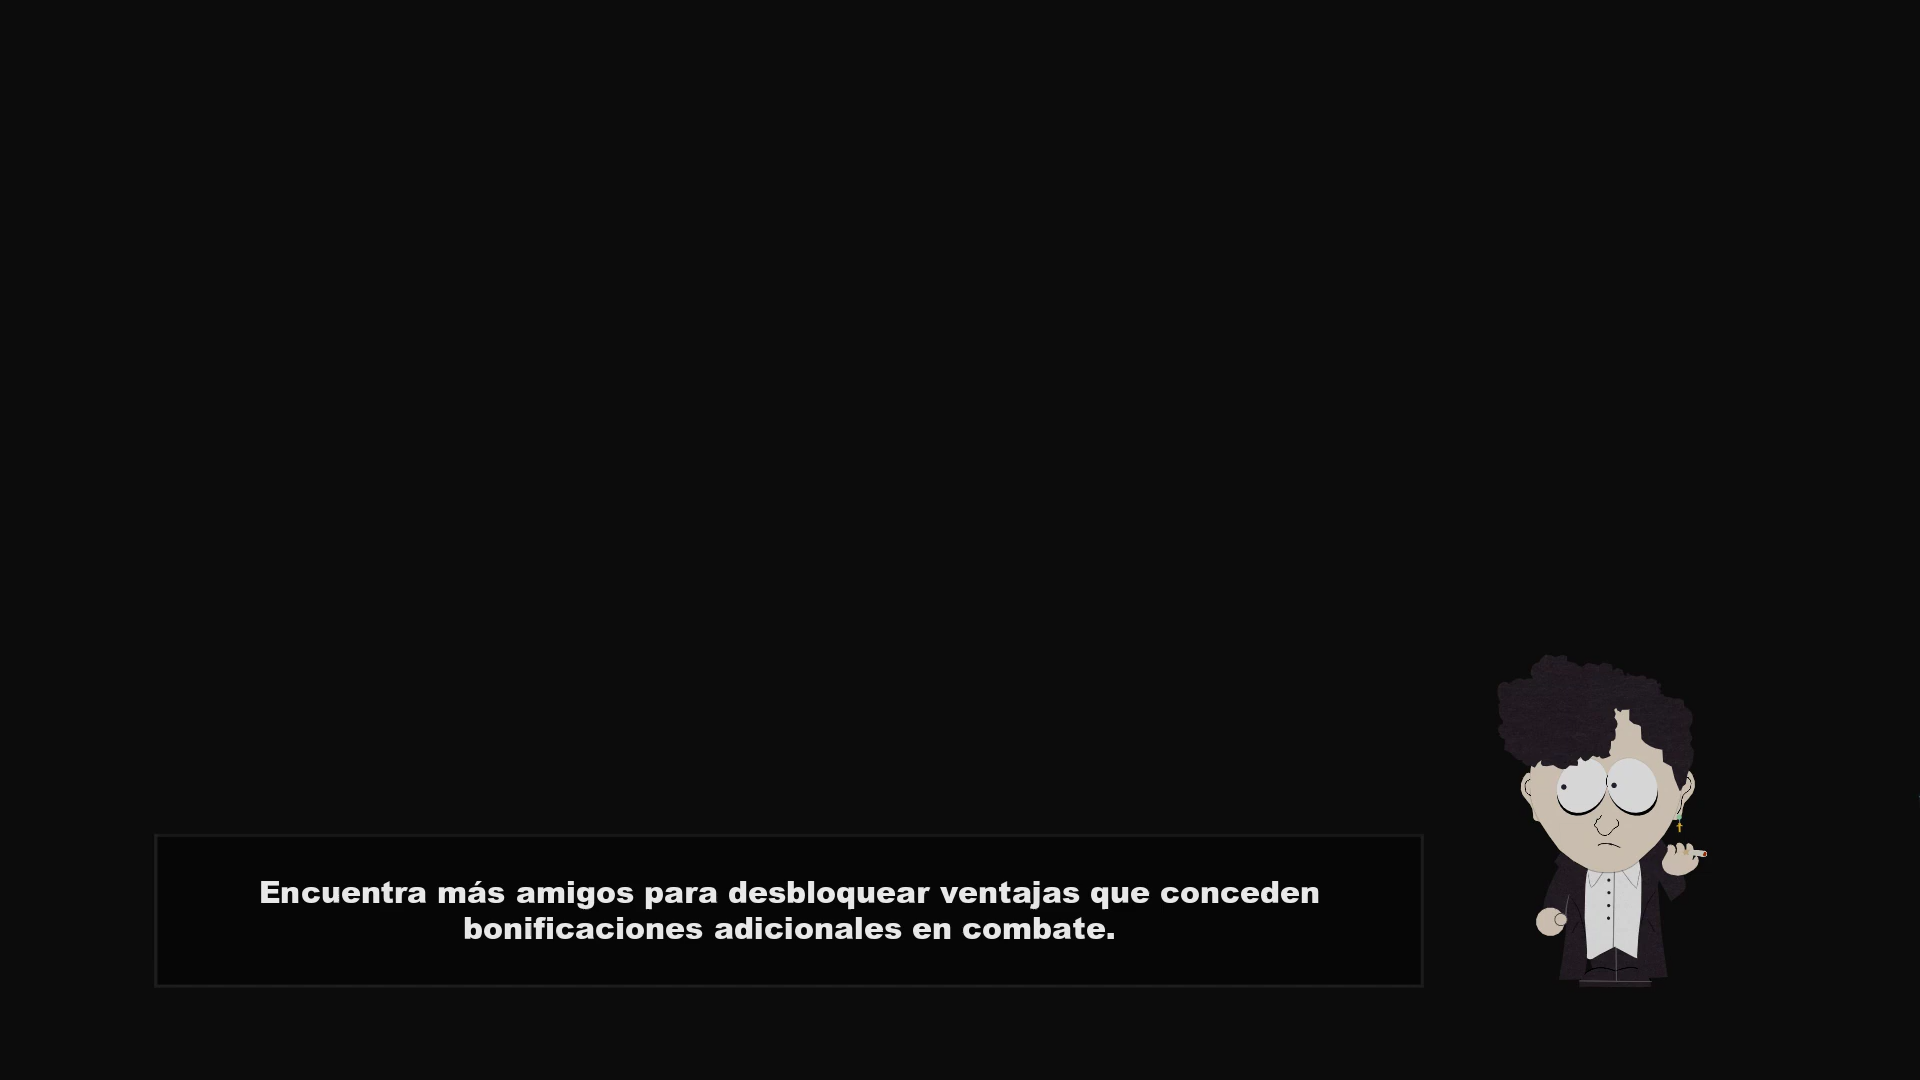 Encuentra más amigos para desbloquear ventajas que conceden
bonificaciones adicionales en combate.